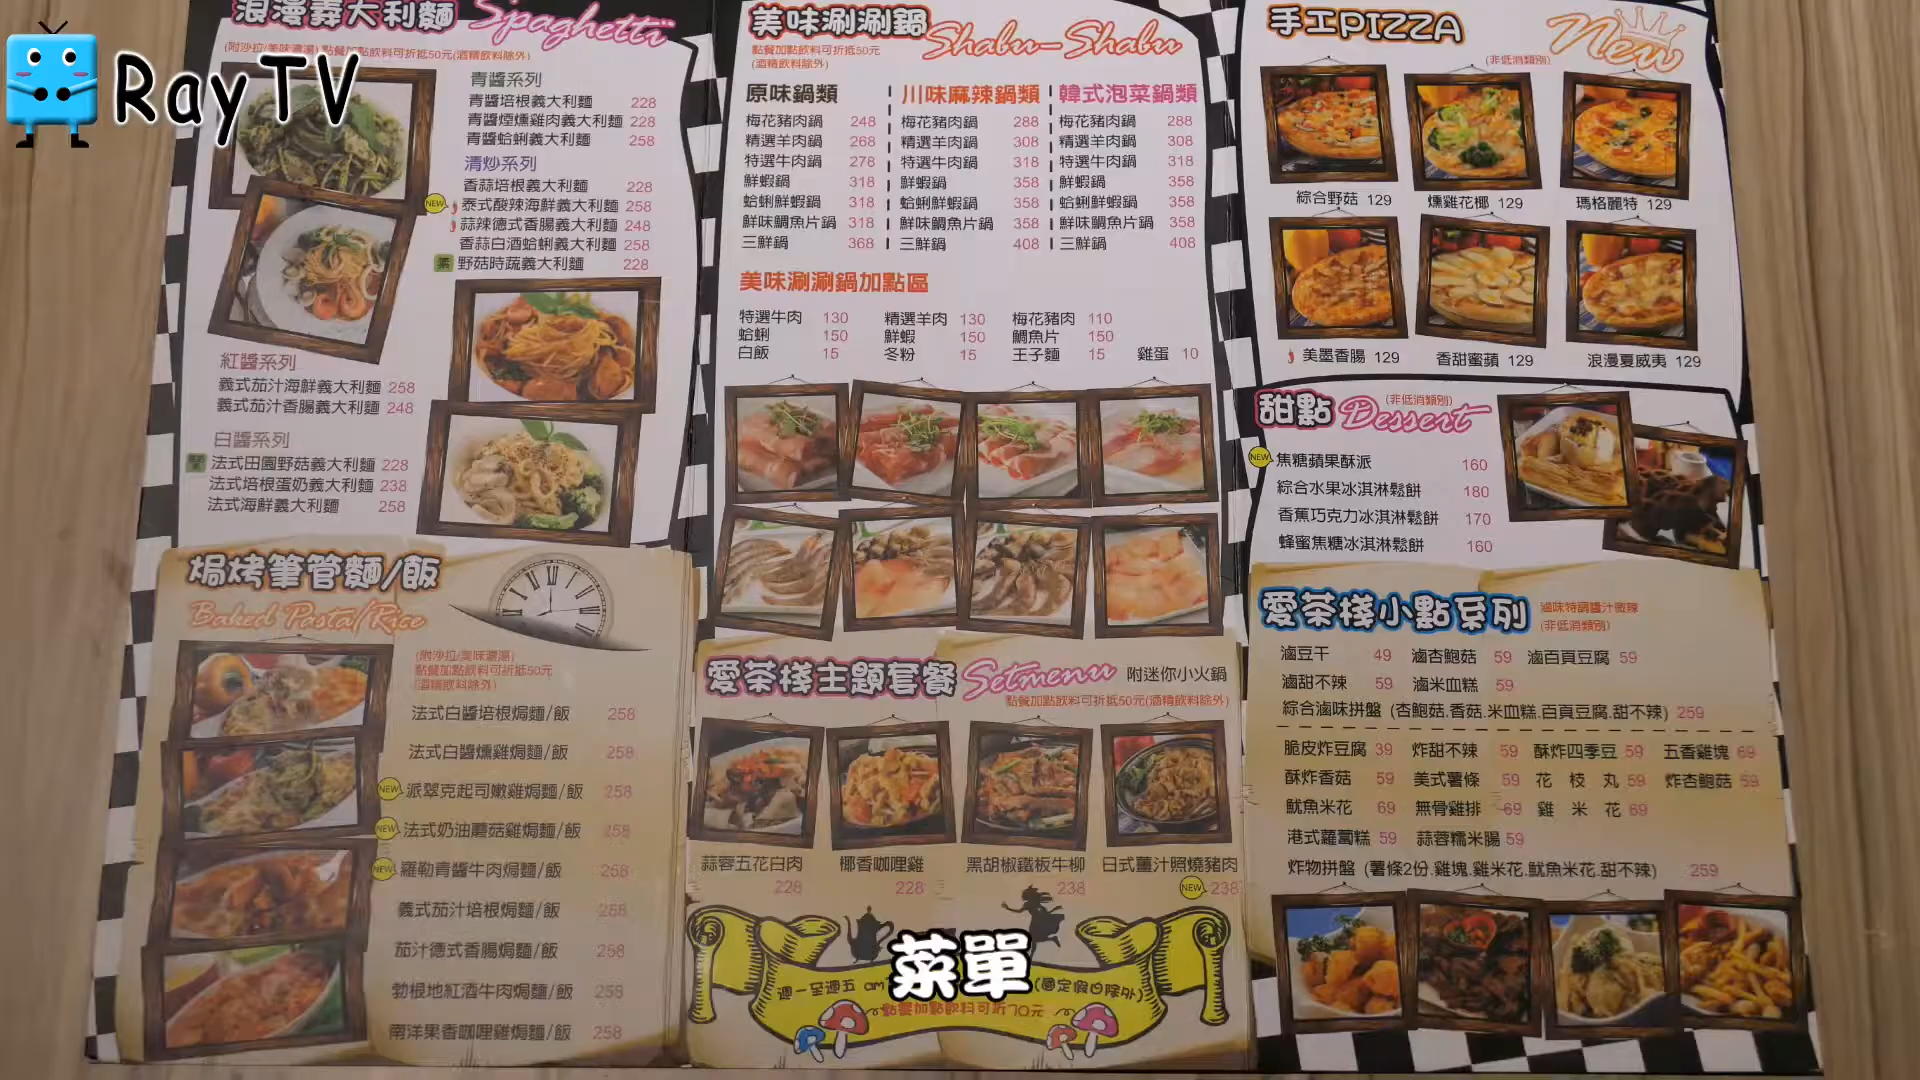 RayTV
浪漫義大利麵 Spaghetti
(附沙拉/美味濃湯) 點餐加點飲料可折抵50元(酒精飲料除外)
青醬系列
青醬培根義大利麵 228
青醬煙燻雞肉義大利麵 228
青醬蛤蜊義大利麵 258
清炒系列
香蒜培根義大利麵 228
NEW 泰式酸辣海鮮義大利麵 258
蒜辣德式香腸義大利麵 248
香蒜白酒蛤蜊義大利麵 258
素 野菇時蔬義大利麵 228
紅醬系列
義式茄汁海鮮義大利麵 258
義式茄汁香腸義大利麵 248
白醬系列
法式田園野菇義大利麵 228
法式培根蛋奶義大利麵 238
法式海鮮義大利麵 258
焗烤筆管麵/飯
Baked Pasta/Rice
(附沙拉/美味濃湯)
點餐加點飲料可折抵50元
(酒精飲料除外)
法式白醬培根焗麵/飯 258
法式白醬燻雞焗麵/飯 258
NEW 派翠克起司嫩雞焗麵/飯 258
NEW 法式奶油蘑菇雞焗麵/飯 258
NEW 羅勒青醬牛肉焗麵/飯 258
義式茄汁培根焗麵/飯 258
茄汁德式香腸焗麵/飯 258
勃根地紅酒牛肉焗麵/飯 258
南洋果香咖哩雞焗麵/飯 258
美味涮涮鍋 Shabu-Shabu
點餐加點飲料可折抵50元
(酒精飲料除外)
原味鍋類
梅花豬肉鍋 248
精選羊肉鍋 268
特選牛肉鍋 278
鮮蝦鍋 318
蛤蜊鮮蝦鍋 318
鮮味鯛魚片鍋 318
三鮮鍋 368
川味麻辣鍋類
梅花豬肉鍋 288
精選羊肉鍋 308
特選牛肉鍋 318
鮮蝦鍋 358
蛤蜊鮮蝦鍋 358
鮮味鯛魚片鍋 358
三鮮鍋 408
韓式泡菜鍋類
梅花豬肉鍋 288
精選羊肉鍋 308
特選牛肉鍋 318
鮮蝦鍋 358
蛤蜊鮮蝦鍋 358
鮮味鯛魚片鍋 358
三鮮鍋 408
美味涮涮鍋加點區
特選牛肉 130 精選羊肉 130 梅花豬肉 110
蛤蜊 150 鮮蝦 150 鯛魚片 150
白飯 15 冬粉 15 王子麵 15 雞蛋 10
愛茶棧主題套餐 Setmenu 附迷你小火鍋
點餐加點飲料可折抵50元(酒精飲料除外)
蒜蓉五花白肉 椰香咖哩雞 黑胡椒鐵板牛柳 日式薑汁照燒豬肉
228 228 238 NEW 238
週一至週五 am
(國定假日除外)
點餐加點飲料可折70元
菜單
手工PIZZA New
(非低消類別)
綜合野菇 129 燻雞花椰 129 瑪格麗特 129
美墨香腸 129 香甜蜜蘋 129 浪漫夏威夷 129
甜點 Dessert
(非低消類別)
NEW 焦糖蘋果酥派 160
綜合水果冰淇淋鬆餅 180
香蕉巧克力冰淇淋鬆餅 170
蜂蜜焦糖冰淇淋鬆餅 160
愛茶棧小點系列
滷味特調醬汁微辣
(非低消類別)
滷豆干 49 滷杏鮑菇 59 滷百頁豆腐 59
滷甜不辣 59 滷米血糕 59
綜合滷味拼盤 (杏鮑菇.香菇.米血糕.百頁豆腐.甜不辣) 259
脆皮炸豆腐 39 炸甜不辣 59 酥炸四季豆 59 五香雞塊 69
酥炸香菇 59 美式薯條 59 花枝丸 59 炸杏鮑菇 59
魷魚米花 69 無骨雞排 69 雞米花 69
港式蘿蔔糕 59 蒜蓉糯米腸 59
炸物拼盤 (薯條2份.雞塊.雞米花.魷魚米花.甜不辣) 259